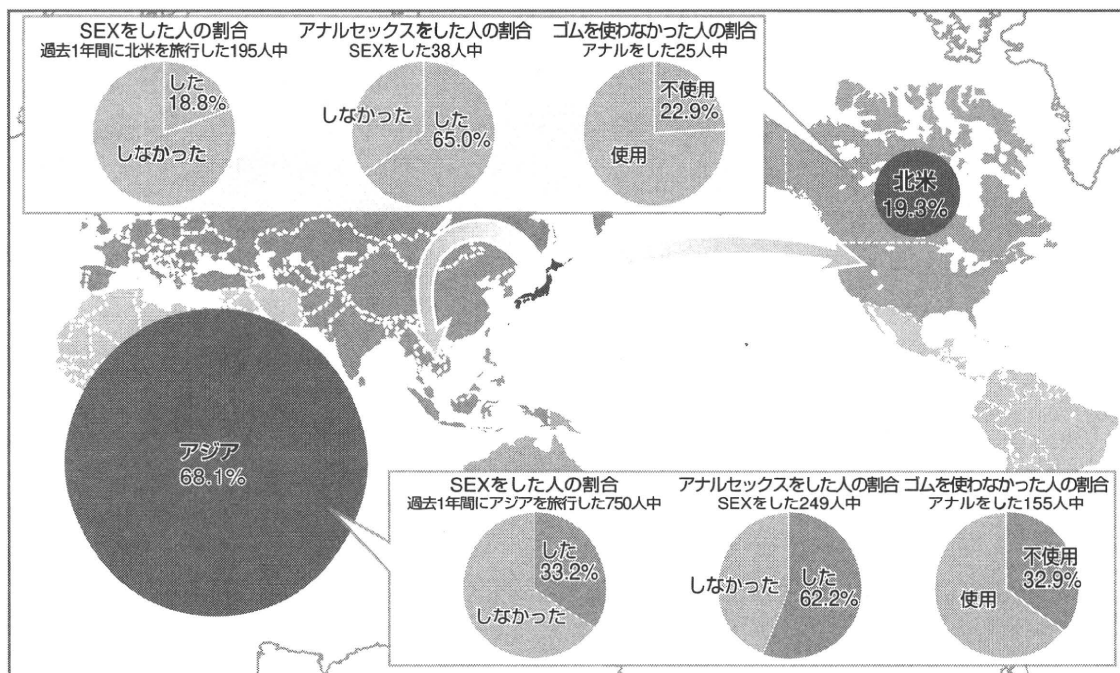 SEXをした人の割合
過去1年間に北米を旅行した195人中
した
18.8%
しなかった
アナルセックスをした人の割合
SEXをした38人中
しなかった
した
65.0%
ゴムを使わなかった人の割合
アナルをした25人中
不使用
22.9%
使用
北米
19.3%
アジア
68.1%
SEXをした人の割合
過去1年間にアジアを旅行した750人中
した
33.2%
しなかった
アナルセックスをした人の割合
SEXをした249人中
しなかった
した
62.2%
ゴムを使わなかった人の割合
アナルをした155人中
不使用
32.9%
使用